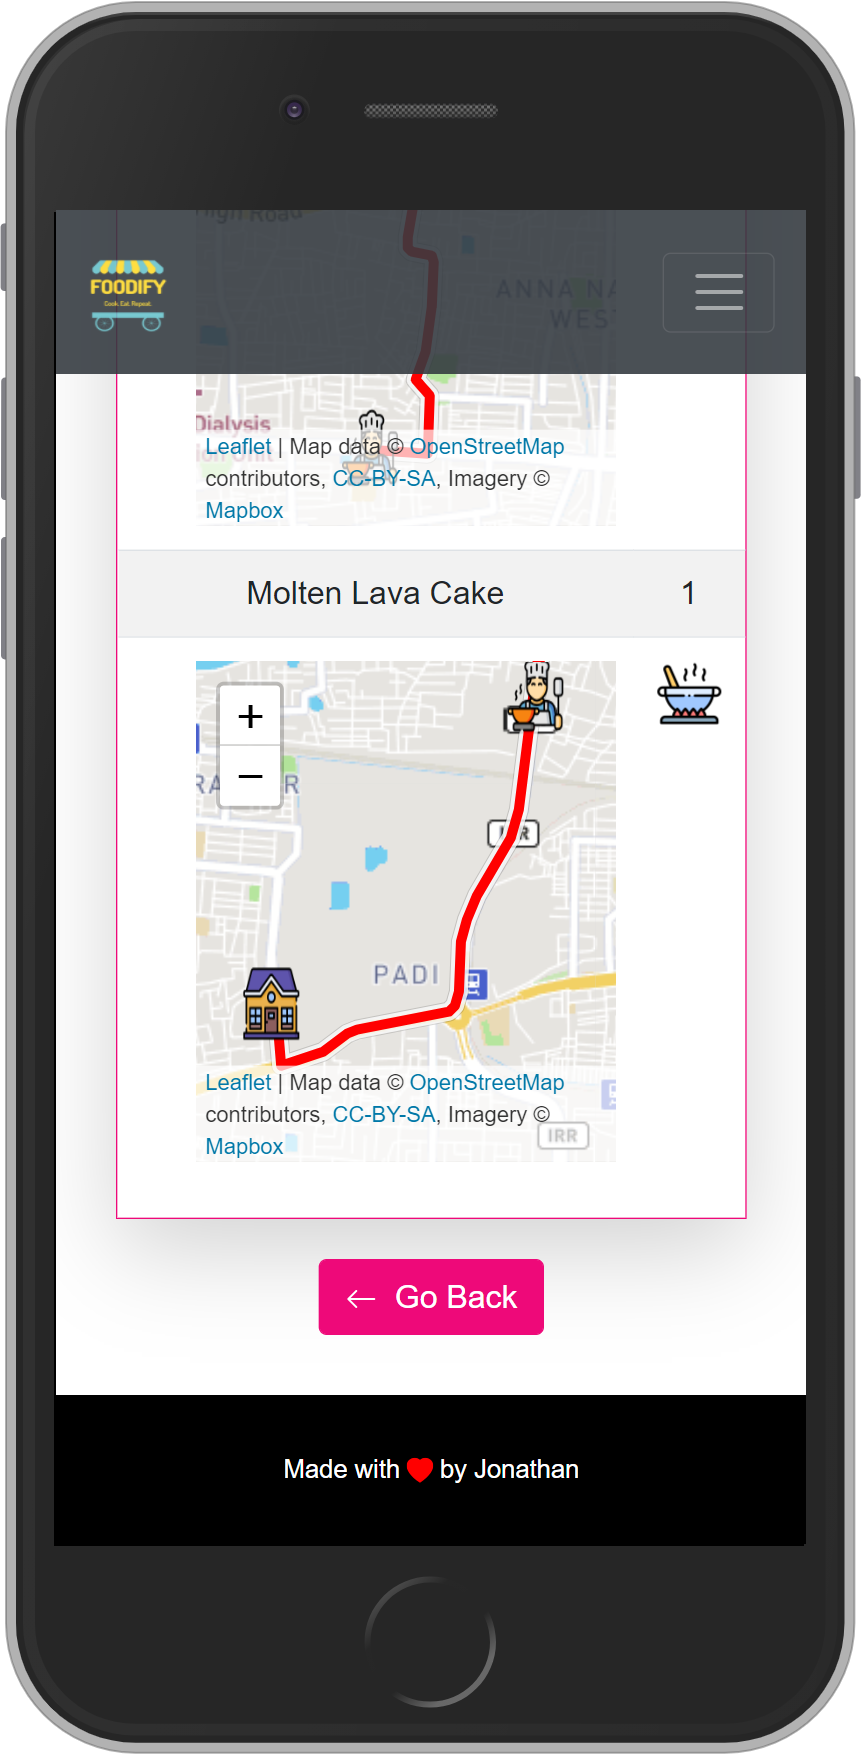 High Road
FOODIFY
Cook. Eat. Repeat.
ANNA NA
WEST
Dialysis
ion Unit
Leaflet | Map data © OpenStreetMap
contributors, CC-BY-SA, Imagery ©
Mapbox
Molten Lava Cake 1
+
−
RA R
R
PADI
Leaflet | Map data © OpenStreetMap
contributors, CC-BY-SA, Imagery ©
Mapbox
IRR
← Go Back
Made with ❤ by Jonathan